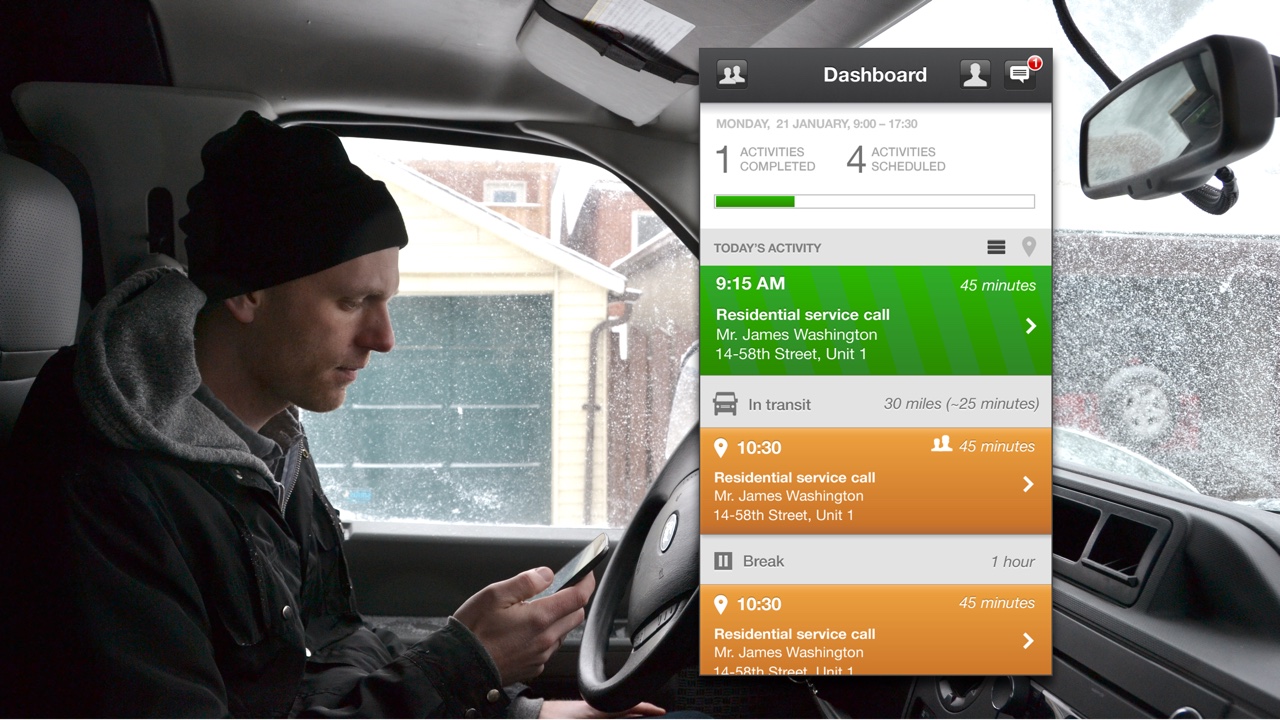 Dashboard
1
MONDAY, 21 JANUARY, 9:00 – 17:30
1 ACTIVITIES COMPLETED
4 ACTIVITIES SCHEDULED
TODAY'S ACTIVITY
9:15 AM 45 minutes
Residential service call
Mr. James Washington
14-58th Street, Unit 1
In transit 30 miles (~25 minutes)
10:30 45 minutes
Residential service call
Mr. James Washington
14-58th Street, Unit 1
Break 1 hour
10:30 45 minutes
Residential service call
Mr. James Washington
14-58th Street, Unit 1